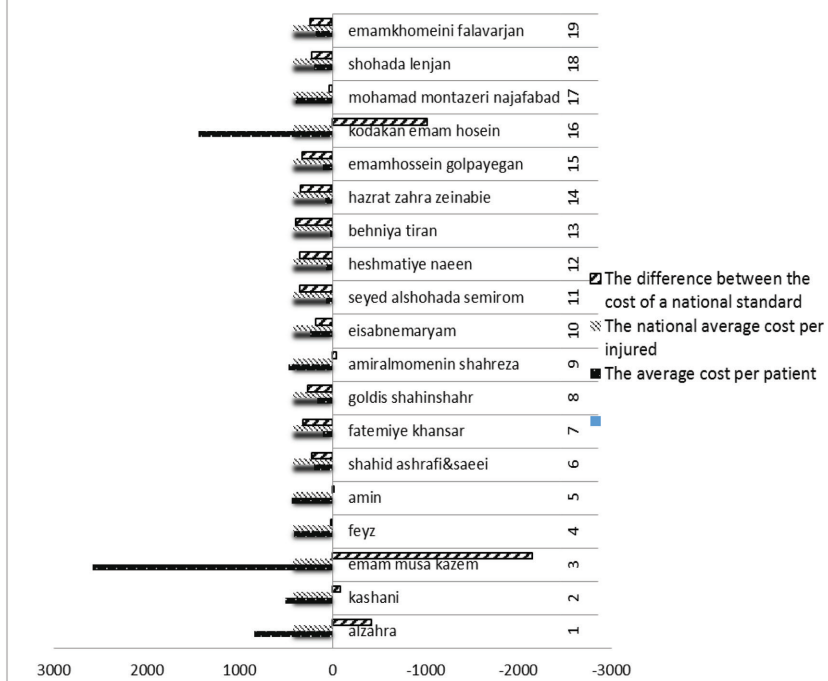 emamkhomeini falavarjan 19
shohada lenjan 18
mohamad montazeri najafabad 17
kodakan emam hosein 16
emamhossein golpayegan 15
hazrat zahra zeinabie 14
behniya tiran 13
heshmatiye naeen 12
seyed alshohada semirom 11
eisabnemaryam 10
amiralmomenin shahreza 9
goldis shahinshahr 8
fatemiye khansar 7
shahid ashrafi&saeei 6
amin 5
feyz 4
emam musa kazem 3
kashani 2
alzahra 1
3000 2000 1000 0 -1000 -2000 -3000
The difference between the
cost of a national standard
The national average cost per
injured
The average cost per patient